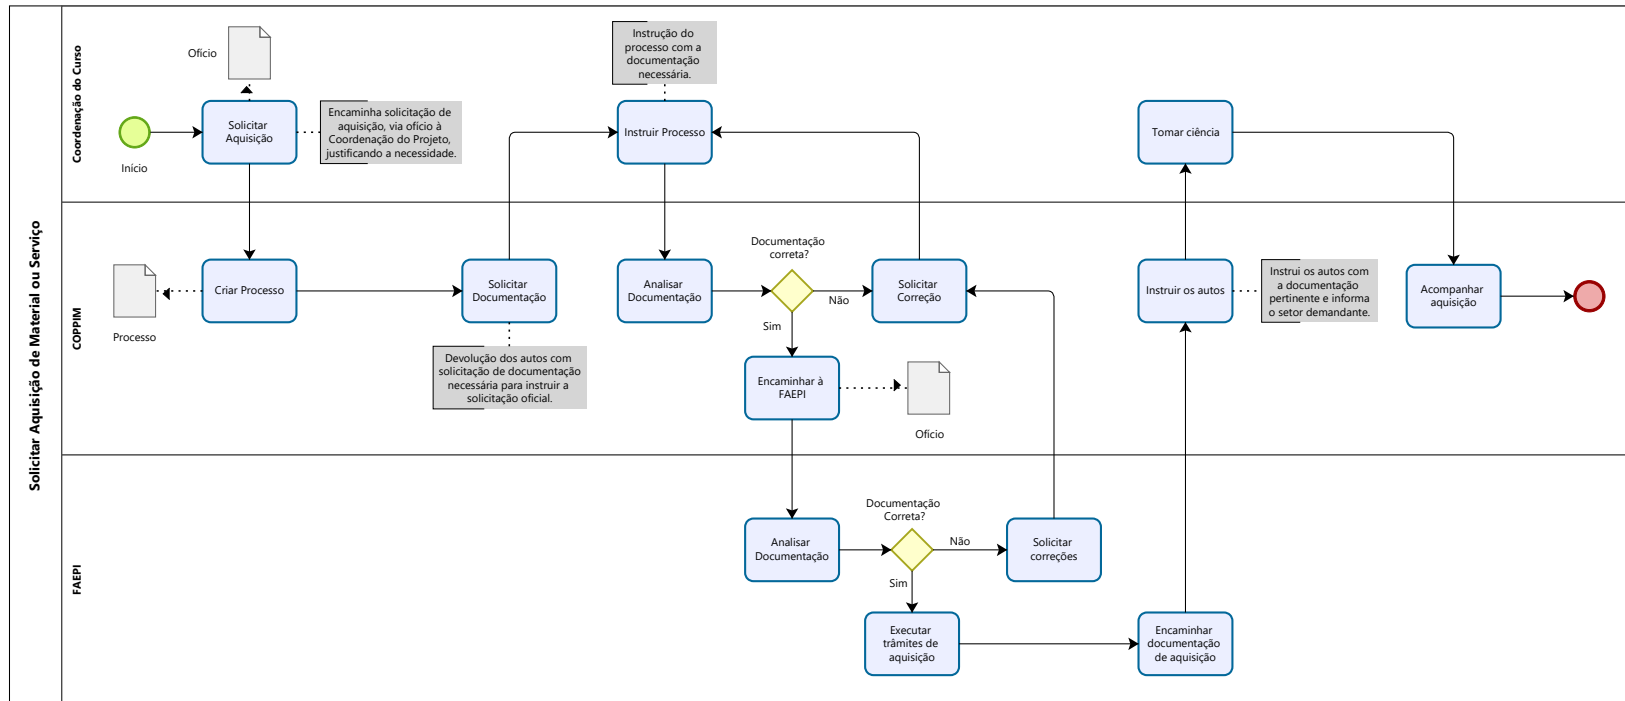 Solicitar Aquisição de Material ou Serviço
Coordenação do Curso
Ofício
Início
Solicitar
Aquisição
Encaminha solicitação de
aquisição, via ofício à
Coordenação do Projeto,
justificando a necessidade.
Instrução do
processo com a
documentação
necessária.
Instruir Processo
Tomar ciência
COPPIM
Processo
Criar Processo
Solicitar
Documentação
Devolução dos autos com
solicitação de documentação
necessária para instruir a
solicitação oficial.
Analisar
Documentação
Documentação
correta?
Não
Sim
Solicitar
Correção
Encaminhar à
FAEPI
Ofício
Instruir os autos
Instrui os autos com
a documentação
pertinente e informa
o setor demandante.
Acompanhar
aquisição
FAEPI
Analisar
Documentação
Documentação
Correta?
Não
Sim
Solicitar
correções
Executar
trâmites de
aquisição
Encaminhar
documentação
de aquisição